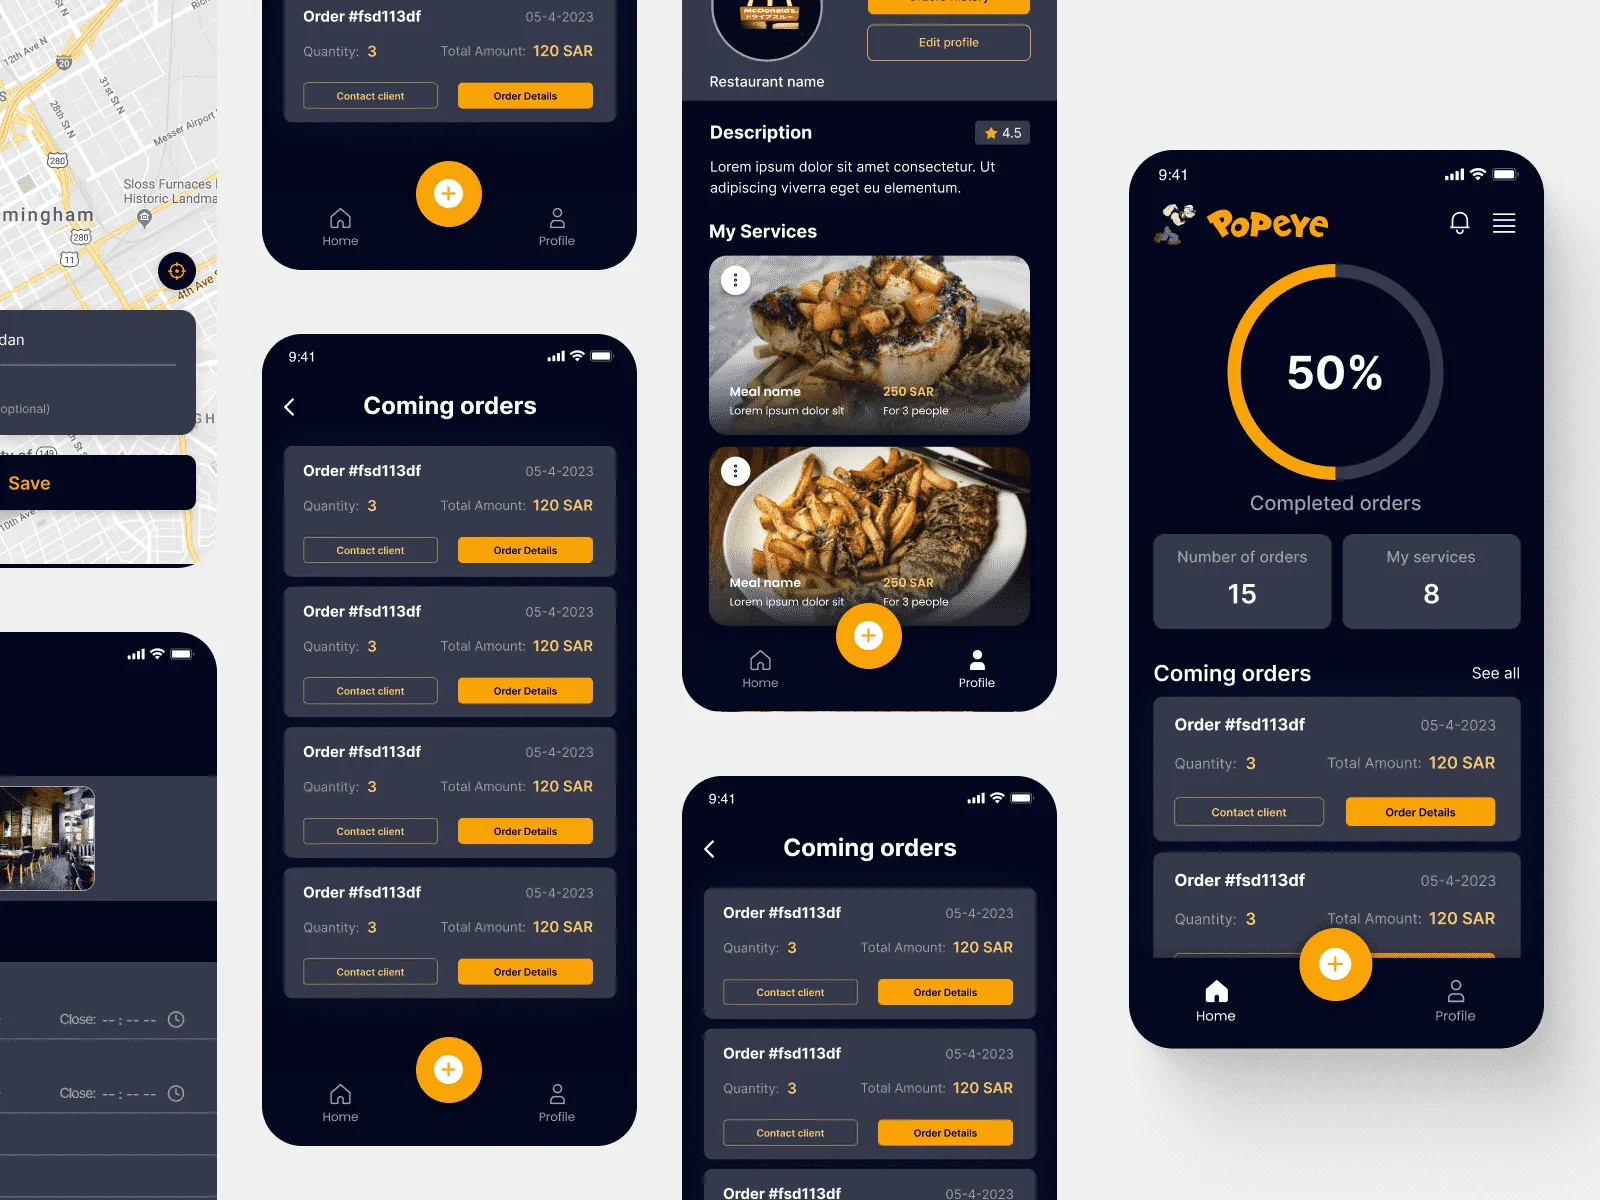 12th Ave N
20
31st St N
28th St N
Messer Airport
280
Sloss Furnaces
Historic Landma
mingham
280
11
4th Ave S
dan
optional)
G H
149
Save
10th Ave
Close: -- : -- --
Close: -- : -- --
Order #fsd113df
05-4-2023
Quantity: 3
Total Amount: 120 SAR
Contact client
Order Details
Home
Profile
9:41
Coming orders
Order #fsd113df
05-4-2023
Quantity: 3
Total Amount: 120 SAR
Contact client
Order Details
Order #fsd113df
05-4-2023
Quantity: 3
Total Amount: 120 SAR
Contact client
Order Details
Order #fsd113df
05-4-2023
Quantity: 3
Total Amount: 120 SAR
Contact client
Order Details
Order #fsd113df
05-4-2023
Quantity: 3
Total Amount: 120 SAR
Contact client
Order Details
Home
Profile
McDonald's
ドライブスルー
Edit profile
Restaurant name
Description
4.5
Lorem ipsum dolor sit amet consectetur. Ut
adipiscing viverra eget eu elementum.
My Services
Meal name
250 SAR
Lorem ipsum dolor sit
For 3 people
Meal name
250 SAR
Lorem ipsum dolor sit
For 3 people
Home
Profile
9:41
Coming orders
Order #fsd113df
05-4-2023
Quantity: 3
Total Amount: 120 SAR
Contact client
Order Details
Order #fsd113df
05-4-2023
Quantity: 3
Total Amount: 120 SAR
Contact client
Order Details
Order #fsd113df
05-4-2023
9:41
POPEYE
50%
Completed orders
Number of orders
15
My services
8
Coming orders
See all
Order #fsd113df
05-4-2023
Quantity: 3
Total Amount: 120 SAR
Contact client
Order Details
Order #fsd113df
05-4-2023
Quantity: 3
Total Amount: 120 SAR
Home
Profile